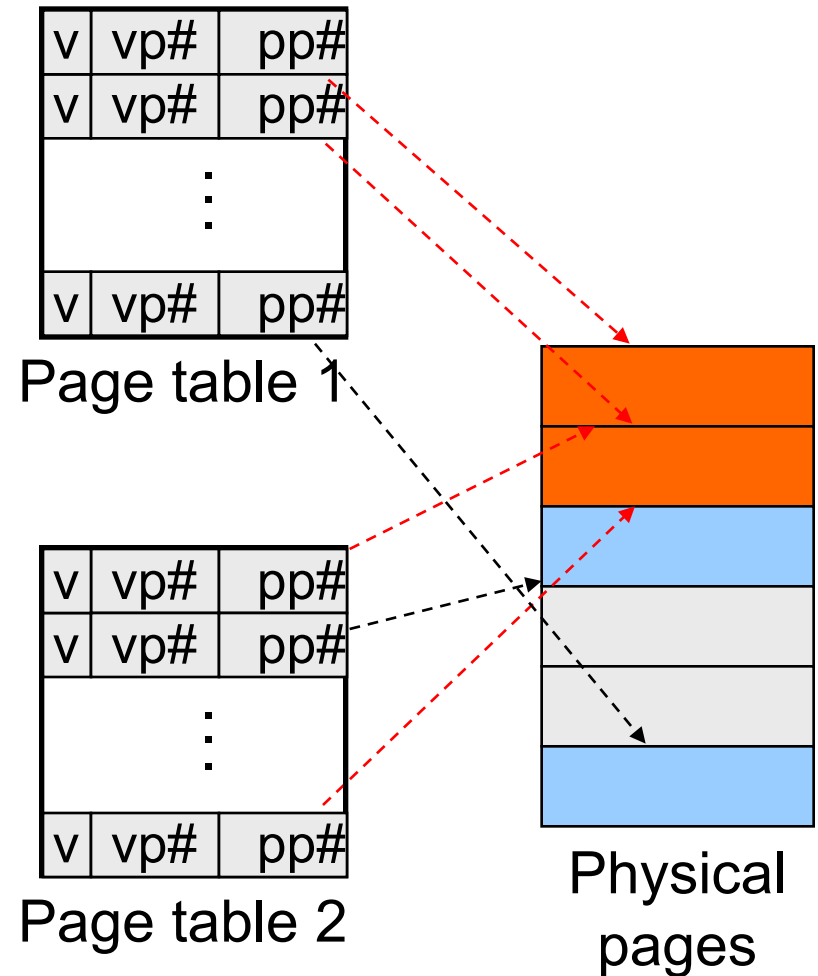 v vp# pp#
v vp# pp#
⋮
v vp# pp#
Page table 1
v vp# pp#
v vp# pp#
⋮
v vp# pp#
Page table 2
Physical
pages